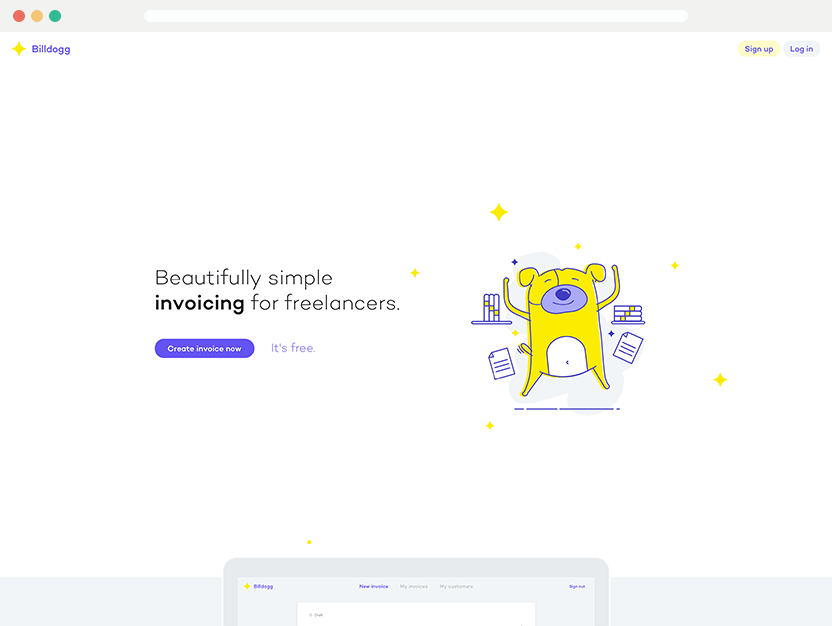 Billdogg
Sign up
Log in
Beautifully simple
invoicing for freelancers.
Create invoice now
It's free.
Billdogg
New invoice
My invoices
My customers
Sign out
Draft